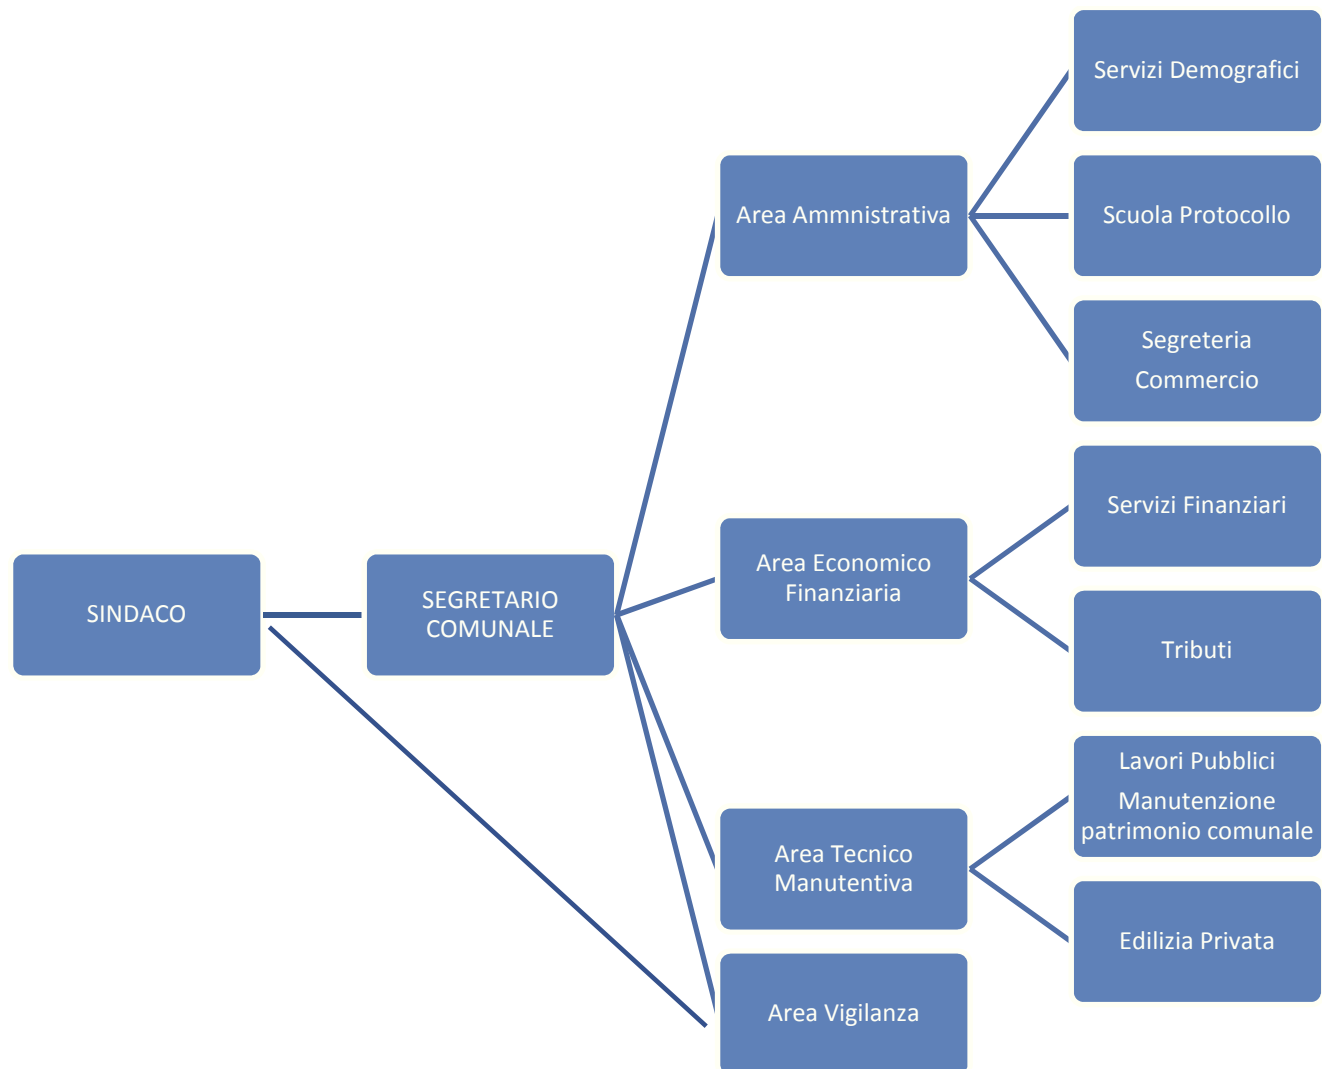 SINDACO
SEGRETARIO
COMUNALE
Area Ammnistrativa
Servizi Demografici
Scuola Protocollo
Segreteria
Commercio
Area Economico
Finanziaria
Servizi Finanziari
Tributi
Area Tecnico
Manutentiva
Lavori Pubblici
Manutenzione
patrimonio comunale
Edilizia Privata
Area Vigilanza